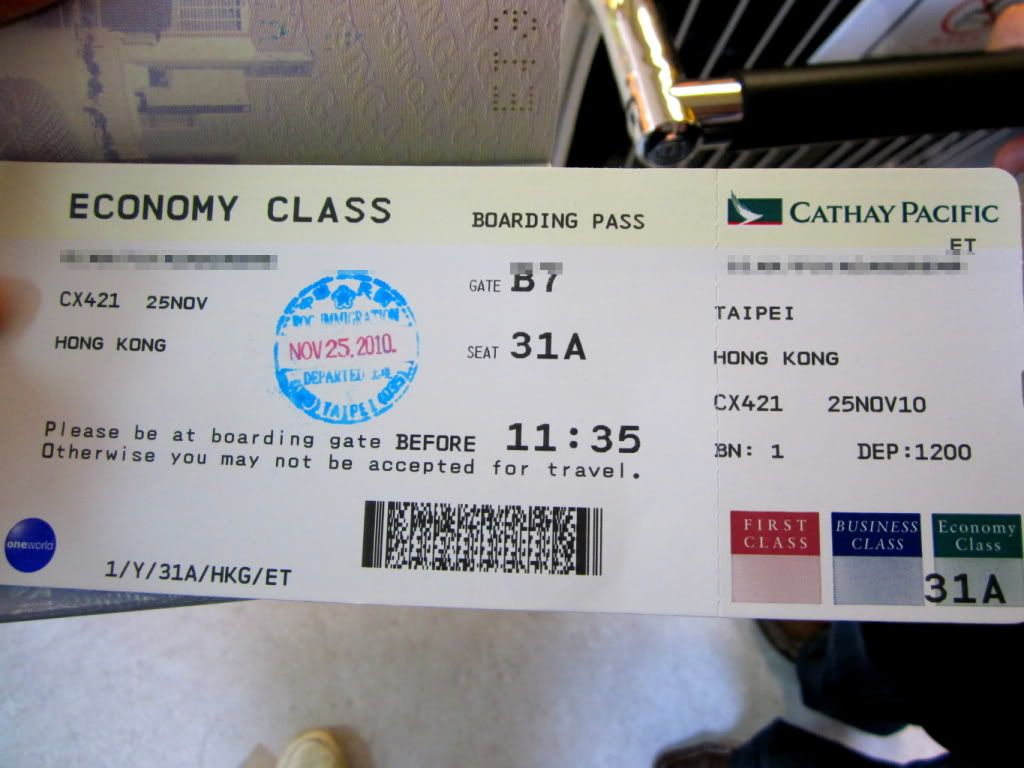 ECONOMY CLASS
BOARDING PASS
CATHAY PACIFIC
ET
CX421 25NOV
HONG KONG
GATE B7
SEAT 31A
ROC IMMIGRATION
NOV 25.2010.
DEPARTED
TAIPEI
Please be at boarding gate BEFORE 11:35
Otherwise you may not be accepted for travel.
oneworld
1/Y/31A/HKG/ET
TAIPEI
HONG KONG
CX421 25NOV10
BN: 1 DEP:1200
FIRST CLASS
BUSINESS CLASS
Economy Class
31A